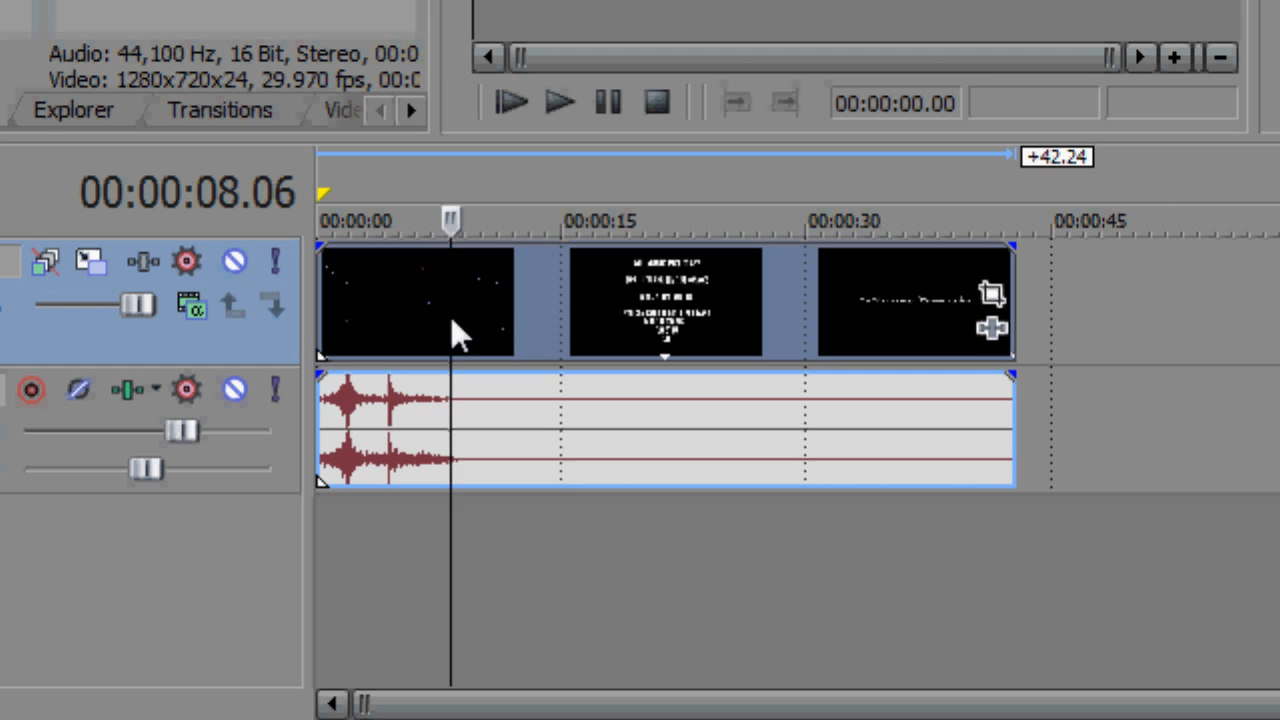 Audio: 44,100 Hz, 16 Bit, Stereo, 00:0
Video: 1280x720x24, 29.970 fps, 00:0
Explorer Transitions Vide
00:00:00.00
+42.24
00:00:08.06
00:00:00 00:00:15 00:00:30 00:00:45